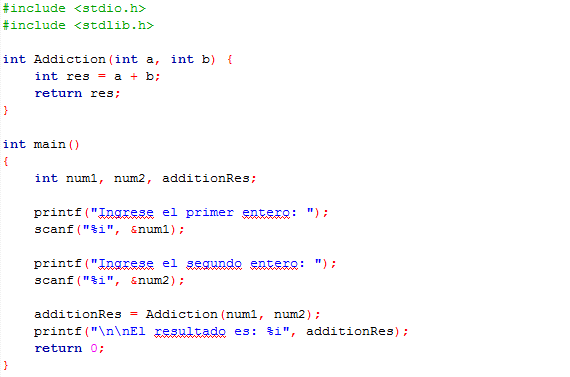 #include <stdio.h>
#include <stdlib.h>

int Addiction(int a, int b) {
    int res = a + b;
    return res;
}

int main()
{
    int num1, num2, additionRes;

    printf("Ingrese el primer entero: ");
    scanf("%i", &num1);

    printf("Ingrese el segundo entero: ");
    scanf("%i", &num2);

    additionRes = Addiction(num1, num2);
    printf("\n\nEl resultado es: %i", additionRes);
    return 0;
}